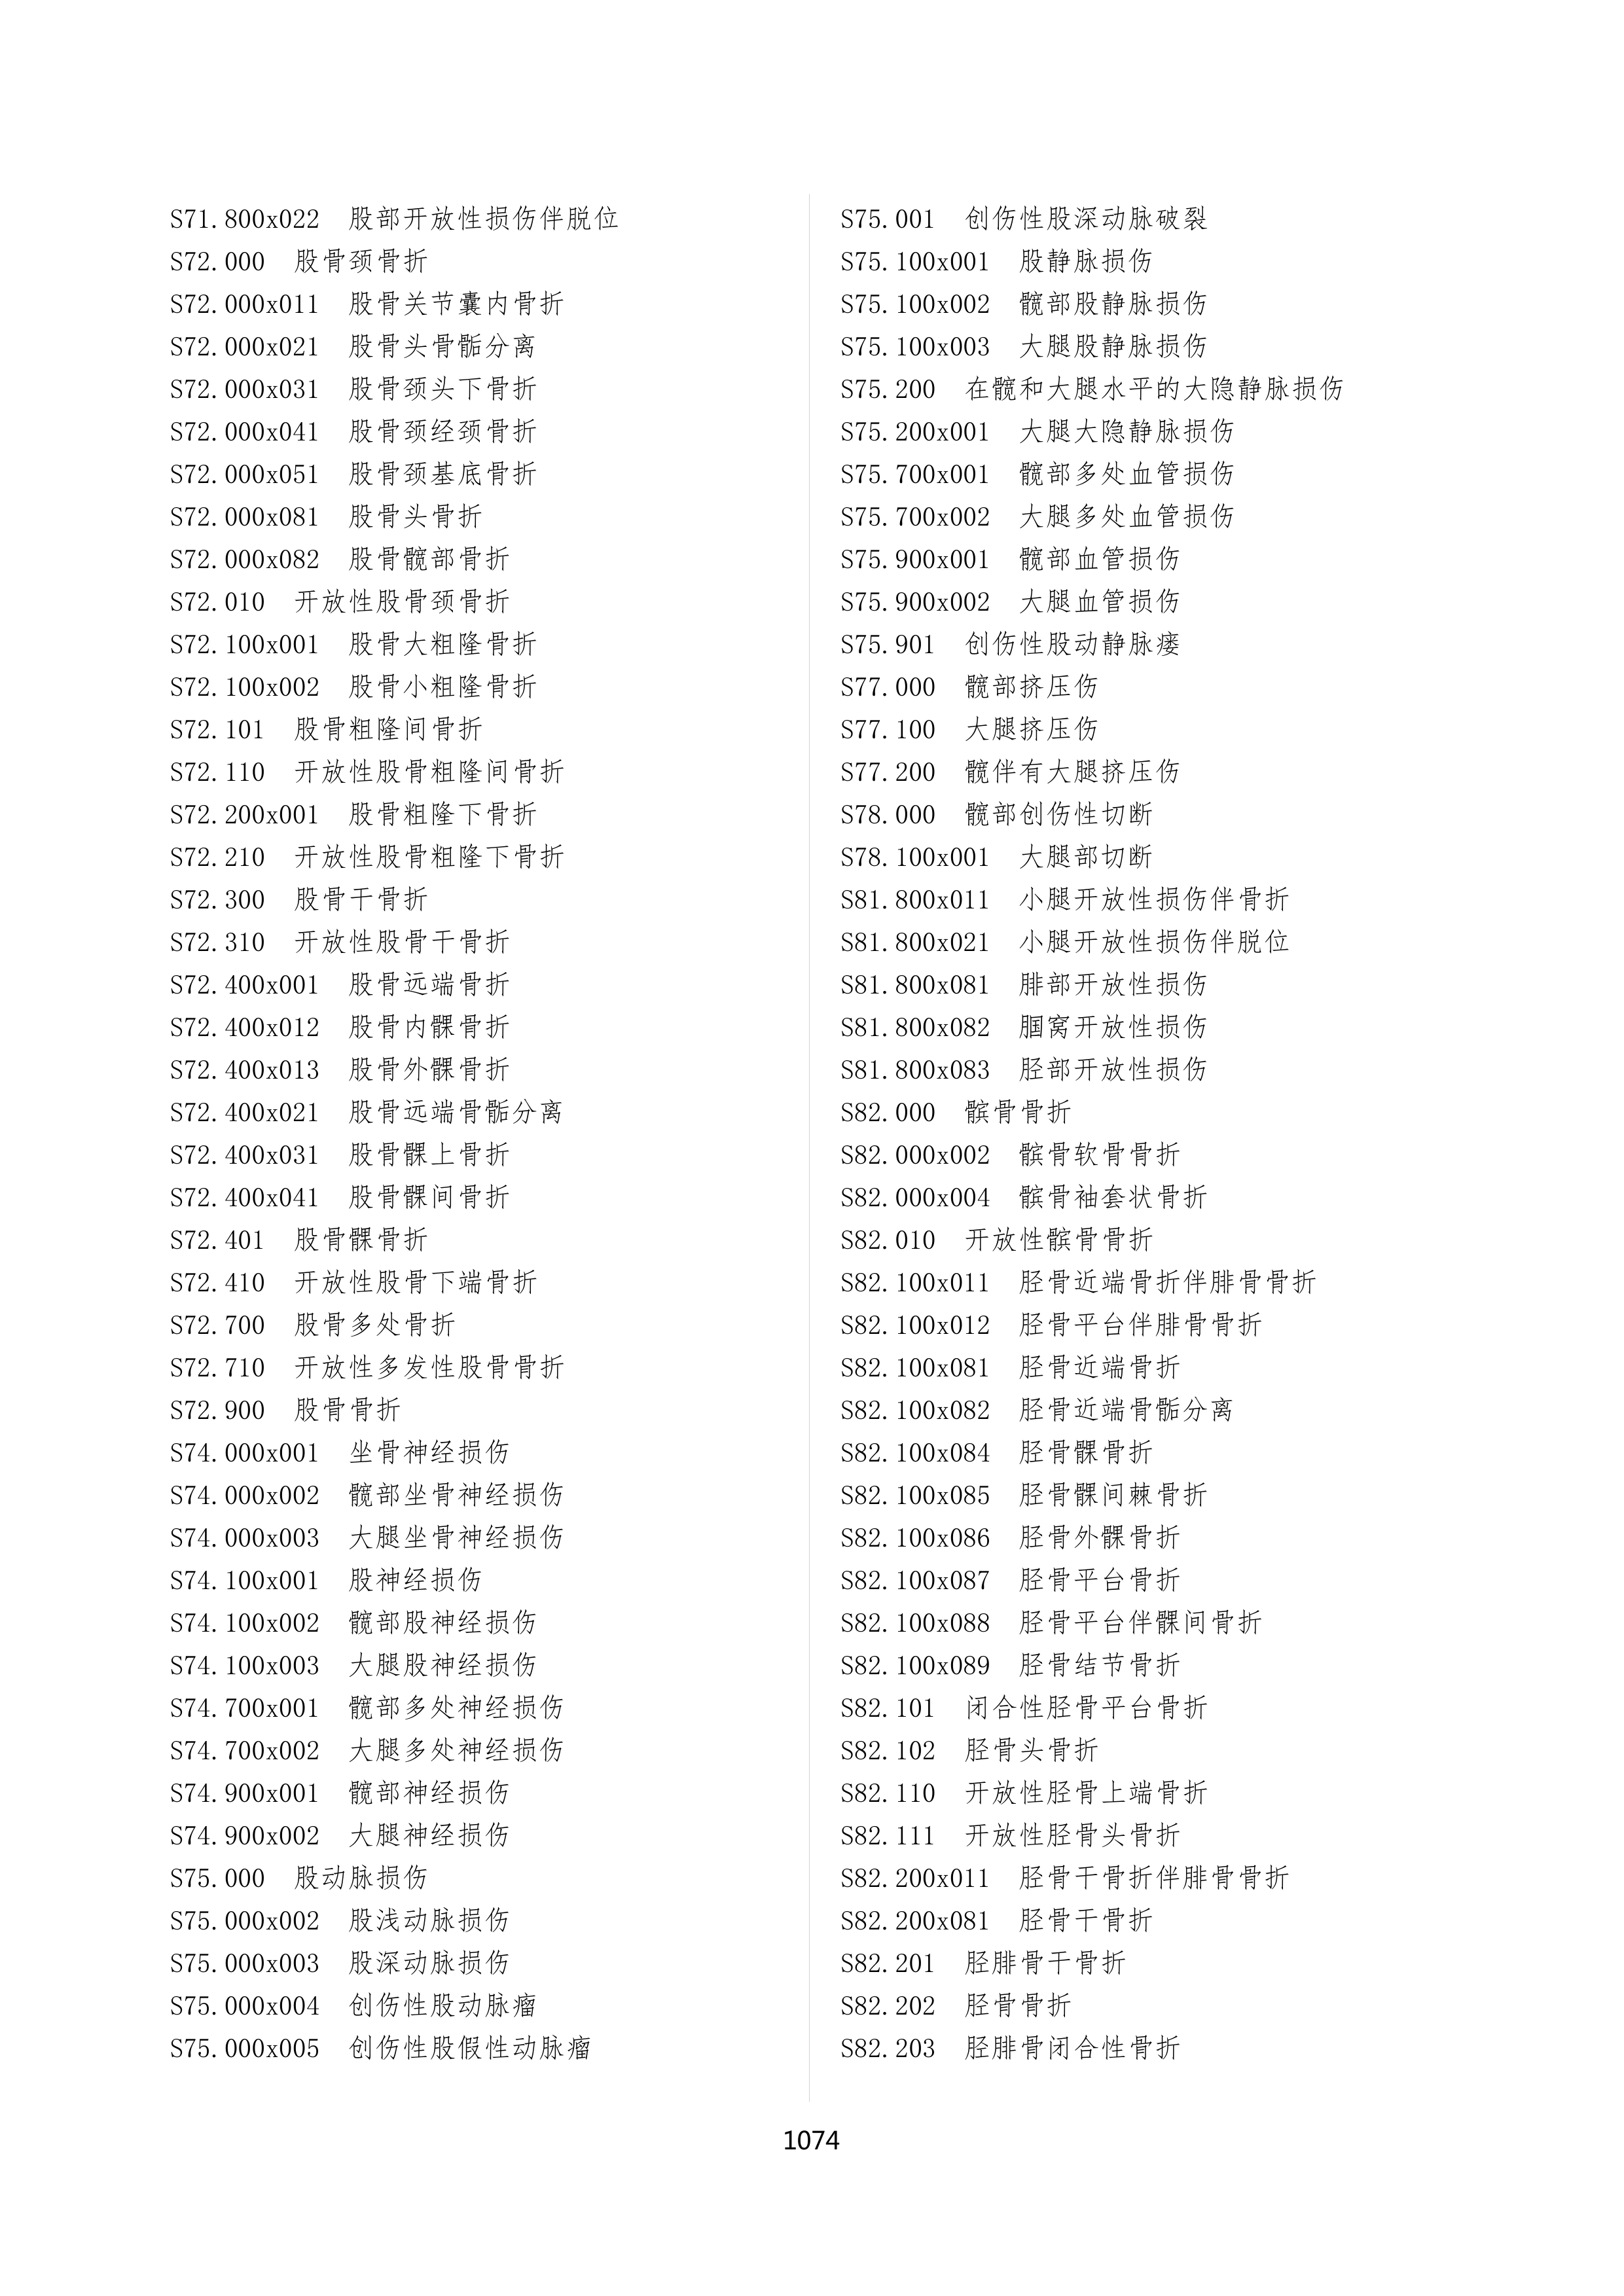 S71.800x022 股部开放性损伤伴脱位
S72.000 股骨颈骨折
S72.000x011 股骨关节囊内骨折
S72.000x021 股骨头骨骺分离
S72.000x031 股骨颈头下骨折
S72.000x041 股骨颈经颈骨折
S72.000x051 股骨颈基底骨折
S72.000x081 股骨头骨折
S72.000x082 股骨髋部骨折
S72.010 开放性股骨颈骨折
S72.100x001 股骨大粗隆骨折
S72.100x002 股骨小粗隆骨折
S72.101 股骨粗隆间骨折
S72.110 开放性股骨粗隆间骨折
S72.200x001 股骨粗隆下骨折
S72.210 开放性股骨粗隆下骨折
S72.300 股骨干骨折
S72.310 开放性股骨干骨折
S72.400x001 股骨远端骨折
S72.400x012 股骨内髁骨折
S72.400x013 股骨外髁骨折
S72.400x021 股骨远端骨骺分离
S72.400x031 股骨髁上骨折
S72.400x041 股骨髁间骨折
S72.401 股骨髁骨折
S72.410 开放性股骨下端骨折
S72.700 股骨多处骨折
S72.710 开放性多发性股骨骨折
S72.900 股骨骨折
S74.000x001 坐骨神经损伤
S74.000x002 髋部坐骨神经损伤
S74.000x003 大腿坐骨神经损伤
S74.100x001 股神经损伤
S74.100x002 髋部股神经损伤
S74.100x003 大腿股神经损伤
S74.700x001 髋部多处神经损伤
S74.700x002 大腿多处神经损伤
S74.900x001 髋部神经损伤
S74.900x002 大腿神经损伤
S75.000 股动脉损伤
S75.000x002 股浅动脉损伤
S75.000x003 股深动脉损伤
S75.000x004 创伤性股动脉瘤
S75.000x005 创伤性股假性动脉瘤
S75.001 创伤性股深动脉破裂
S75.100x001 股静脉损伤
S75.100x002 髋部股静脉损伤
S75.100x003 大腿股静脉损伤
S75.200 在髋和大腿水平的大隐静脉损伤
S75.200x001 大腿大隐静脉损伤
S75.700x001 髋部多处血管损伤
S75.700x002 大腿多处血管损伤
S75.900x001 髋部血管损伤
S75.900x002 大腿血管损伤
S75.901 创伤性股动静脉瘘
S77.000 髋部挤压伤
S77.100 大腿挤压伤
S77.200 髋伴有大腿挤压伤
S78.000 髋部创伤性切断
S78.100x001 大腿部切断
S81.800x011 小腿开放性损伤伴骨折
S81.800x021 小腿开放性损伤伴脱位
S81.800x081 腓部开放性损伤
S81.800x082 腘窝开放性损伤
S81.800x083 胫部开放性损伤
S82.000 髌骨骨折
S82.000x002 髌骨软骨骨折
S82.000x004 髌骨袖套状骨折
S82.010 开放性髌骨骨折
S82.100x011 胫骨近端骨折伴腓骨骨折
S82.100x012 胫骨平台伴腓骨骨折
S82.100x081 胫骨近端骨折
S82.100x082 胫骨近端骨骺分离
S82.100x084 胫骨髁骨折
S82.100x085 胫骨髁间棘骨折
S82.100x086 胫骨外髁骨折
S82.100x087 胫骨平台骨折
S82.100x088 胫骨平台伴髁间骨折
S82.100x089 胫骨结节骨折
S82.101 闭合性胫骨平台骨折
S82.102 胫骨头骨折
S82.110 开放性胫骨上端骨折
S82.111 开放性胫骨头骨折
S82.200x011 胫骨干骨折伴腓骨骨折
S82.200x081 胫骨干骨折
S82.201 胫腓骨干骨折
S82.202 胫骨骨折
S82.203 胫腓骨闭合性骨折
1074